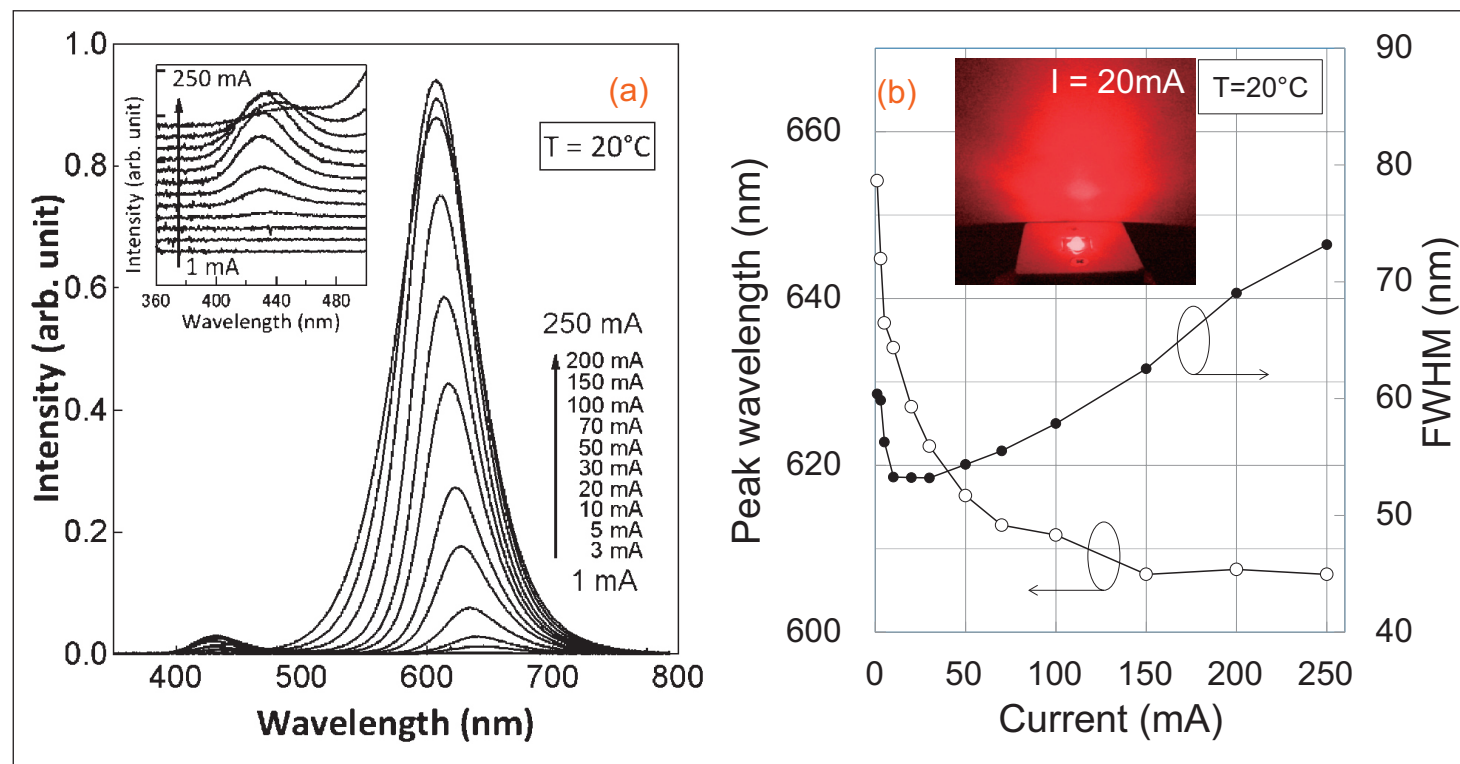 1.0
0.8
0.6
0.4
0.2
0.0
Intensity (arb. unit)
400
500
600
700
800
Wavelength (nm)
(a)
T = 20°C
250 mA
1 mA
Intensity (arb. unit)
360
400
440
480
Wavelength (nm)
250 mA
200 mA
150 mA
100 mA
70 mA
50 mA
30 mA
20 mA
10 mA
5 mA
3 mA
1 mA
(b)
I = 20mA
T=20°C
660
640
620
600
Peak wavelength (nm)
90
80
70
60
50
40
FWHM (nm)
0
50
100
150
200
250
Current (mA)